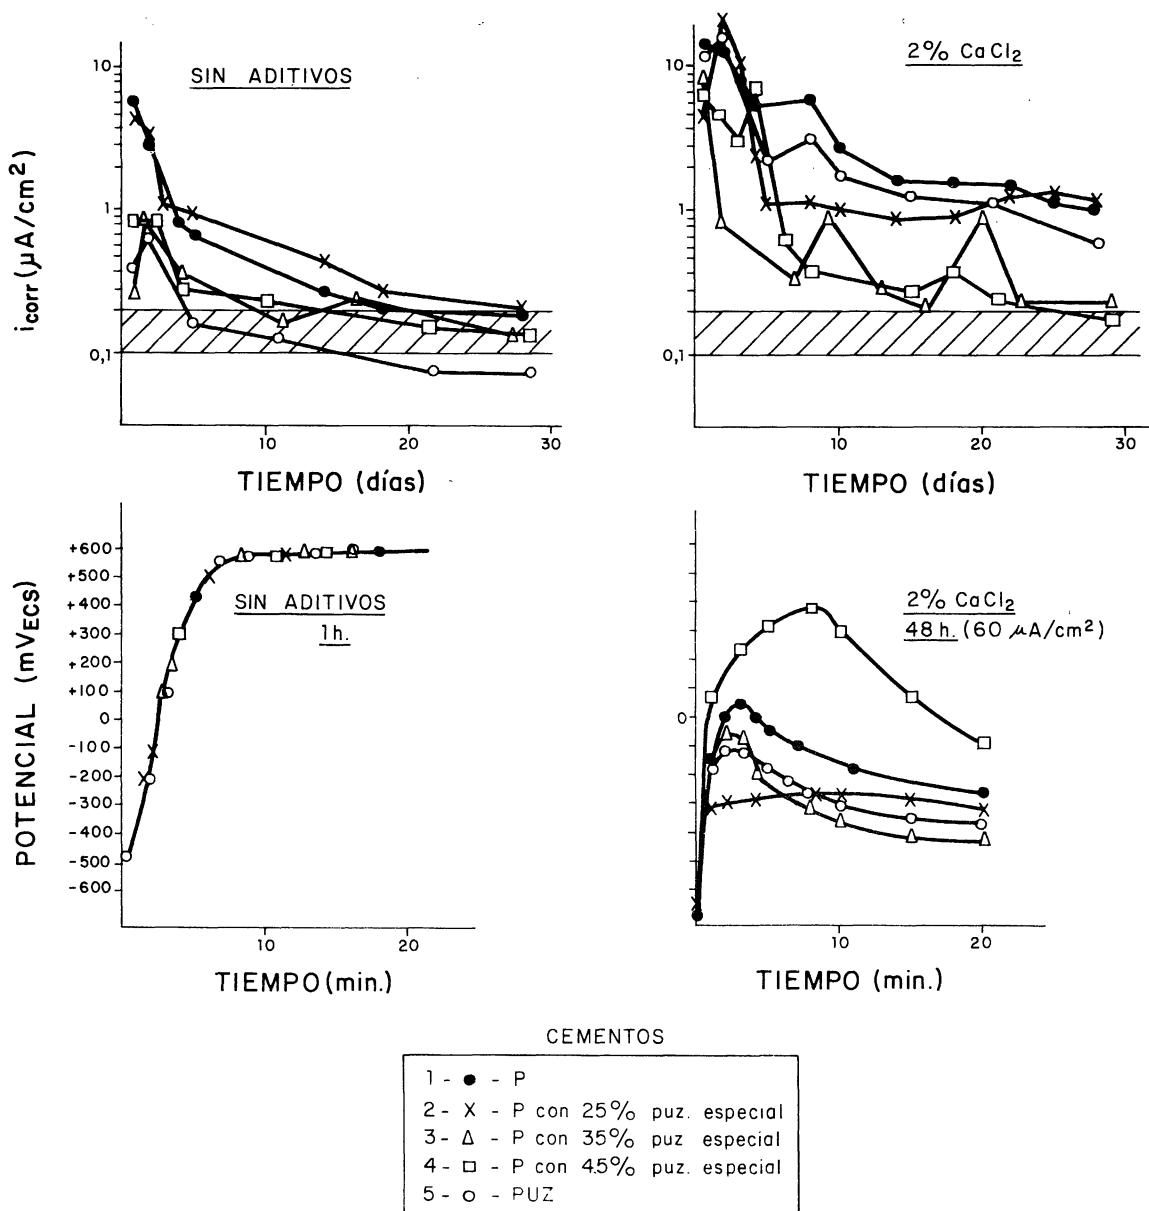 SIN ADITIVOS
i corr (µA/cm²)
10
1
0,1
10
20
30
TIEMPO (días)
2% CaCl₂
10
1
0,1
10
20
30
TIEMPO (días)
SIN ADITIVOS
1h.
POTENCIAL (mV ECS)
+600
+500
+400
+300
+200
+100
0
-100
-200
-300
-400
-500
-600
10
20
TIEMPO (min.)
2% CaCl₂
48 h. (60 µA/cm²)
0
10
20
TIEMPO (min.)
CEMENTOS
1 - ● - P
2 - X - P con 25% puz. especial
3 - Δ - P con 35% puz especial
4 - □ - P con 45% puz. especial
5 - o - PUZ